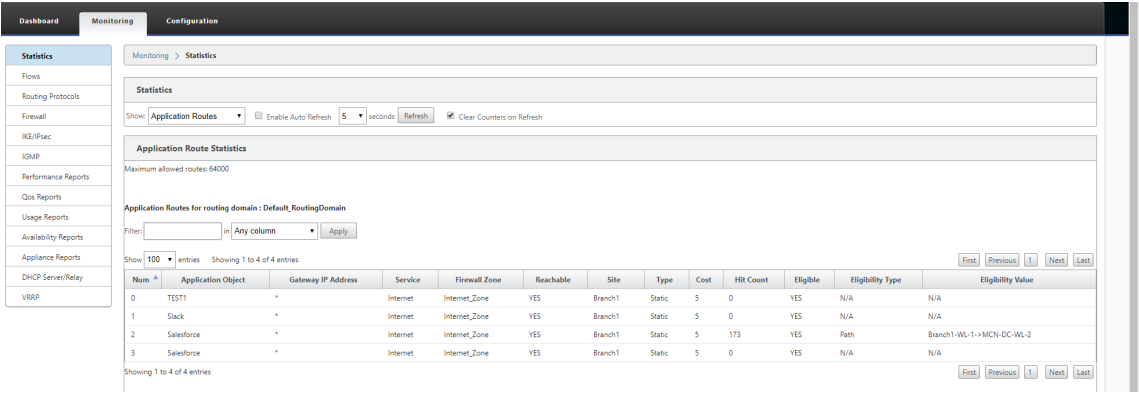 Dashboard Monitoring Configuration
Statistics
Flows
Routing Protocols
Firewall
IKE/IPsec
IGMP
Performance Reports
Qos Reports
Usage Reports
Availability Reports
Appliance Reports
DHCP Server/Relay
VRRP
Monitoring > Statistics
Statistics
Show: Application Routes Enable Auto Refresh 5 seconds Refresh Clear Counters on Refresh
Application Route Statistics
Maximum allowed routes: 64000
Application Routes for routing domain : Default_RoutingDomain
Filter: in Any column Apply
Show 100 entries Showing 1 to 4 of 4 entries First Previous 1 Next Last
Num Application Object Gateway IP Address Service Firewall Zone Reachable Site Type Cost Hit Count Eligible Eligibility Type Eligibility Value
0 TEST1 * Internet Internet_Zone YES Branch1 Static 5 0 YES N/A N/A
1 Slack * Internet Internet_Zone YES Branch1 Static 5 0 YES N/A N/A
2 Salesforce * Internet Internet_Zone YES Branch1 Static 5 173 YES Path Branch1-WL-1->MCN-DC-WL-2
3 Salesforce * Internet Internet_Zone YES Branch1 Static 5 0 YES N/A N/A
Showing 1 to 4 of 4 entries First Previous 1 Next Last